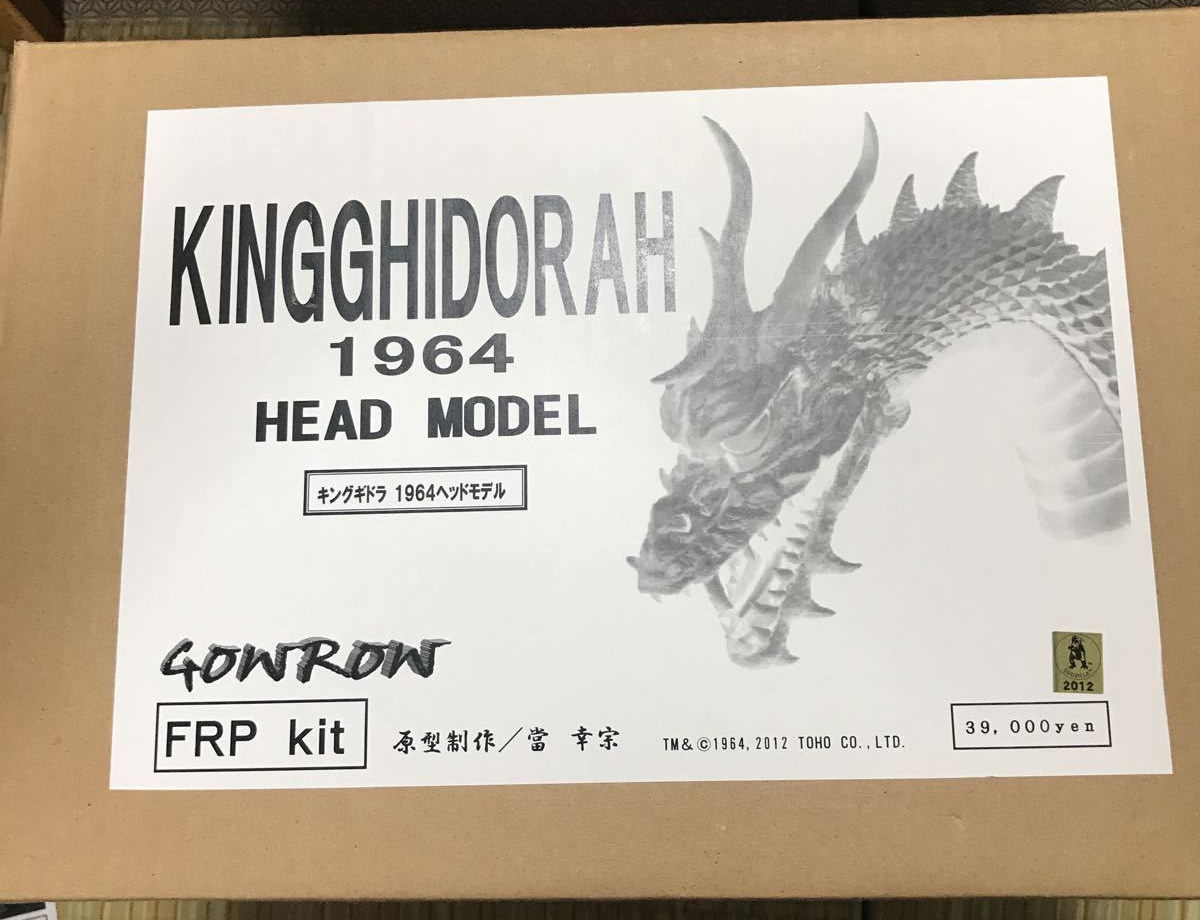 KINGGHIDORAH
1964
HEAD MODEL
キングギドラ 1964ヘッドモデル
GOWROW
FRP kit
原型制作／當 幸宗
TM&©1964, 2012 TOHO CO., LTD.
2012
39, 000yen